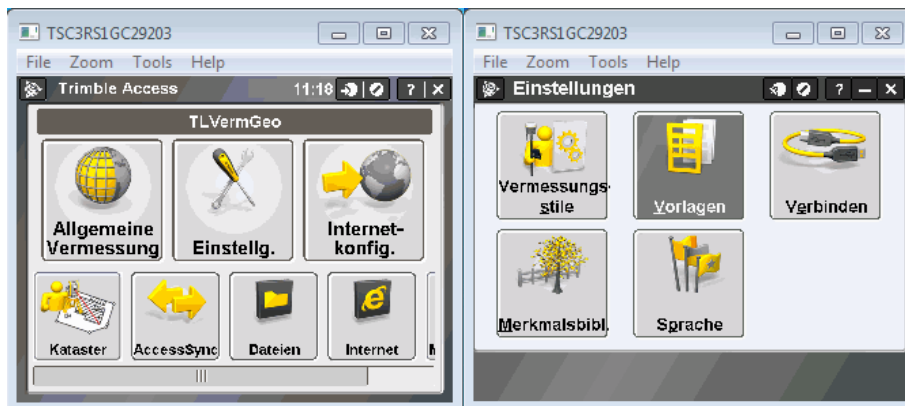 TSC3RS1GC29203
File Zoom Tools Help
Trimble Access 11:18 ? X
TLVermGeo
Allgemeine
Vermessung
Einstellg.
Internet-
konfig.
Kataster
AccessSync
Dateien
Internet
TSC3RS1GC29203
File Zoom Tools Help
Einstellungen ? – X
Vermessungs-
stile
Vorlagen
Verbinden
Merkmalsbibl.
Sprache